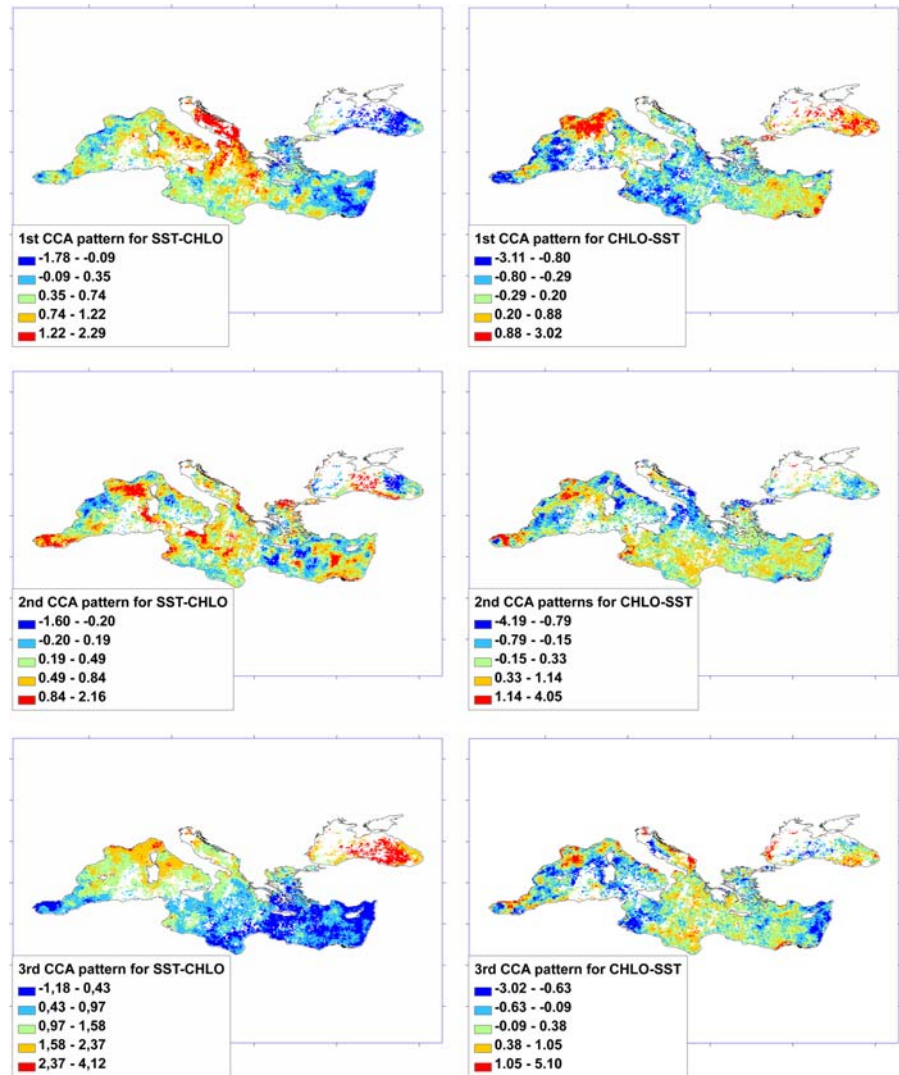 1st CCA pattern for SST-CHLO
-1.78 - -0.09
-0.09 - 0.35
0.35 - 0.74
0.74 - 1.22
1.22 - 2.29
1st CCA pattern for CHLO-SST
-3.11 - -0.80
-0.80 - -0.29
-0.29 - 0.20
0.20 - 0.88
0.88 - 3.02
2nd CCA pattern for SST-CHLO
-1.60 - -0.20
-0.20 - 0.19
0.19 - 0.49
0.49 - 0.84
0.84 - 2.16
2nd CCA patterns for CHLO-SST
-4.19 - -0.79
-0.79 - -0.15
-0.15 - 0.33
0.33 - 1.14
1.14 - 4.05
3rd CCA pattern for SST-CHLO
-1,18 - 0,43
0,43 - 0,97
0,97 - 1,58
1,58 - 2,37
2,37 - 4,12
3rd CCA pattern for CHLO-SST
-3.02 - -0.63
-0.63 - -0.09
-0.09 - 0.38
0.38 - 1.05
1.05 - 5.10